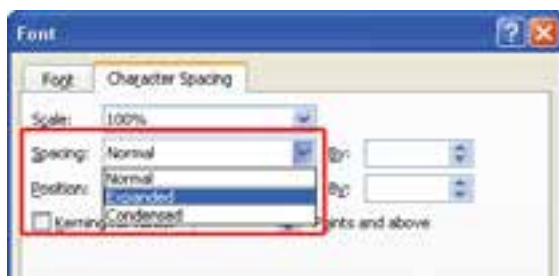 Font
Font Character Spacing
Scale: 100%
Spacing: Normal By:
Normal
Position: By:
Expanded
Condensed
Kerning Points and above